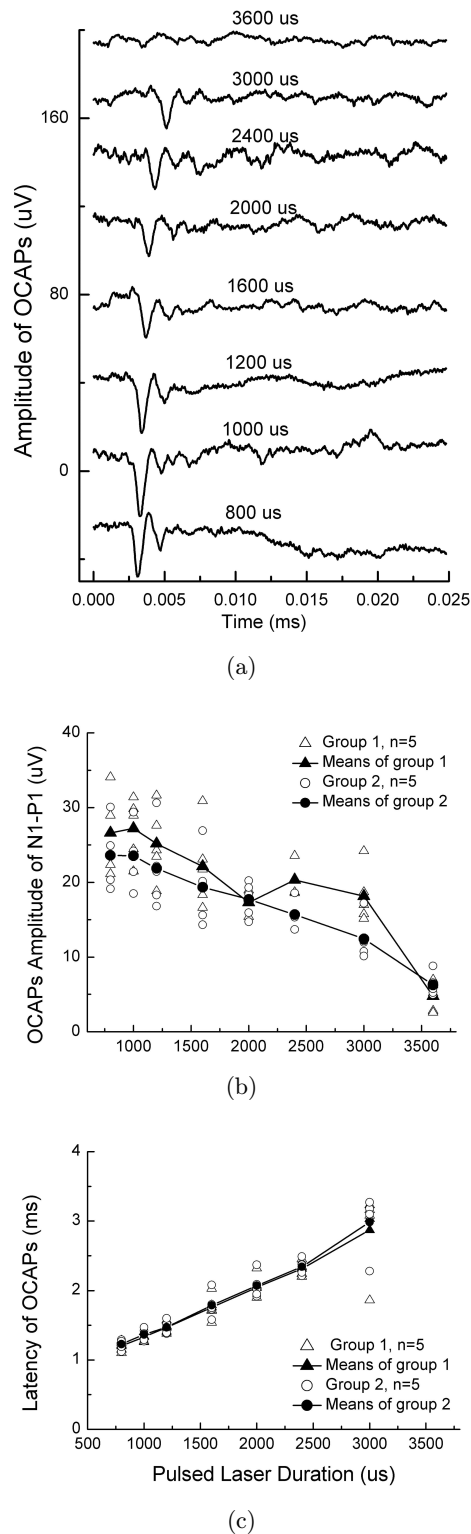 3600 us
3000 us
160
2400 us
2000 us
Amplitude of OCAPs (uV)
1600 us
80
1200 us
1000 us
0
800 us
0.000 0.005 0.010 0.015 0.020 0.025
Time (ms)
(a)
40
Group 1, n=5
Means of group 1
Group 2, n=5
Means of group 2
30
OCAPs Amplitude of N1-P1 (uV)
20
10
0
1000 1500 2000 2500 3000 3500
(b)
4
3
Latency of OCAPs (ms)
2
1
Group 1, n=5
Means of group 1
Group 2, n=5
Means of group 2
0
500 1000 1500 2000 2500 3000 3500
Pulsed Laser Duration (us)
(c)